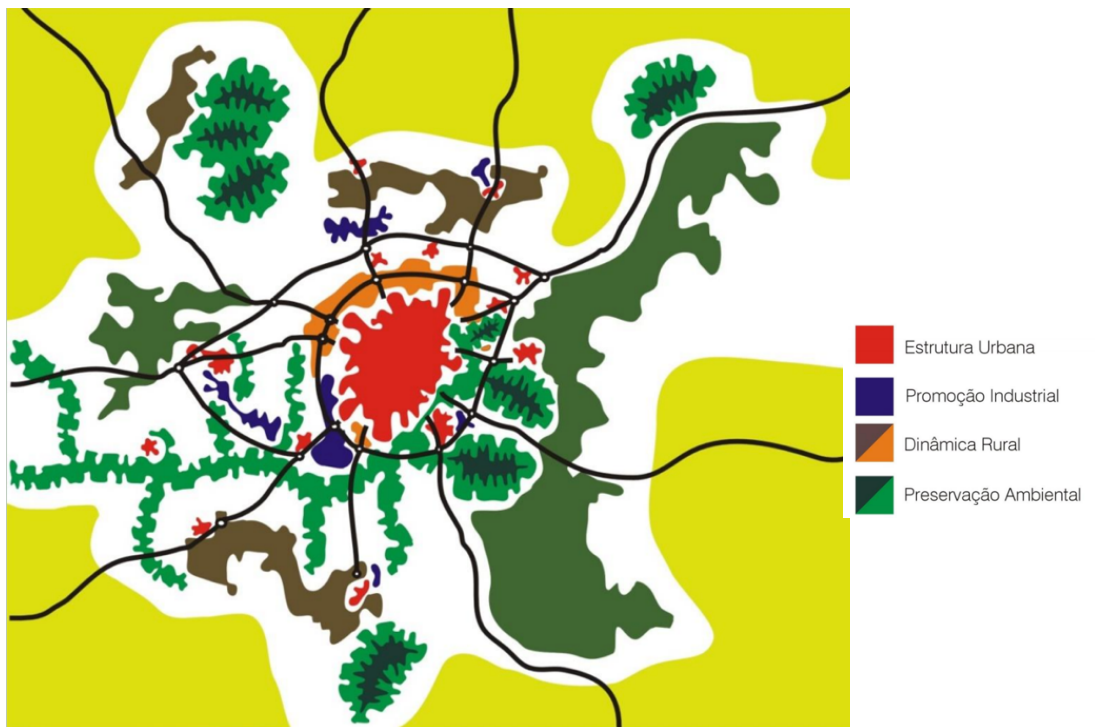 Estrutura Urbana
Promoção Industrial
Dinâmica Rural
Preservação Ambiental